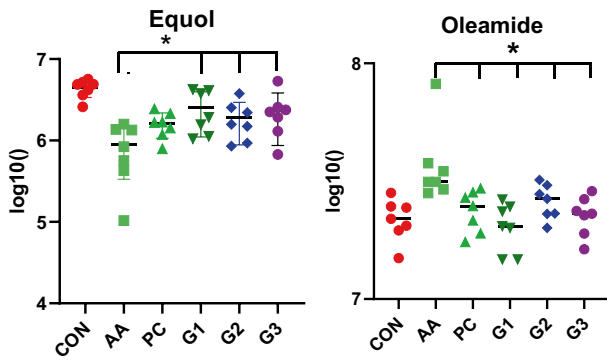 Equol
*
7
6
5
4
log10()
CON
AA
PC
G1
G2
G3
Oleamide
*
8
7
log10()
CON
AA
PC
G1
G2
G3